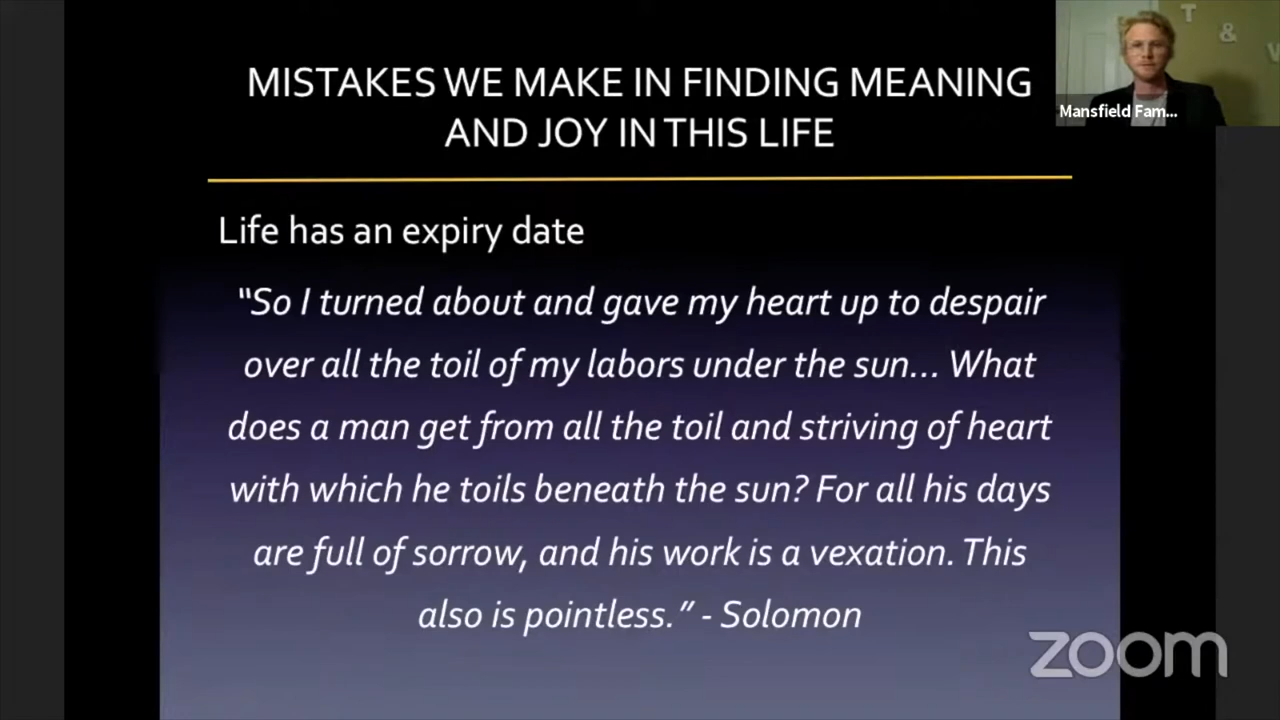 MISTAKES WE MAKE IN FINDING MEANING
AND JOY IN THIS LIFE
T
&
Mansfield Fam...
Life has an expiry date
“So I turned about and gave my heart up to despair
over all the toil of my labors under the sun... What
does a man get from all the toil and striving of heart
with which he toils beneath the sun? For all his days
are full of sorrow, and his work is a vexation. This
also is pointless.” - Solomon
zoom